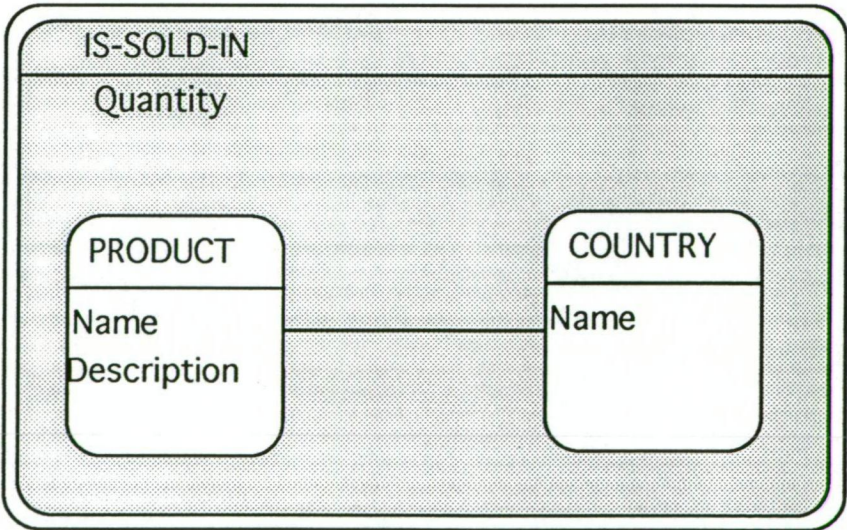 IS-SOLD-IN
Quantity
PRODUCT
Name
Description
COUNTRY
Name